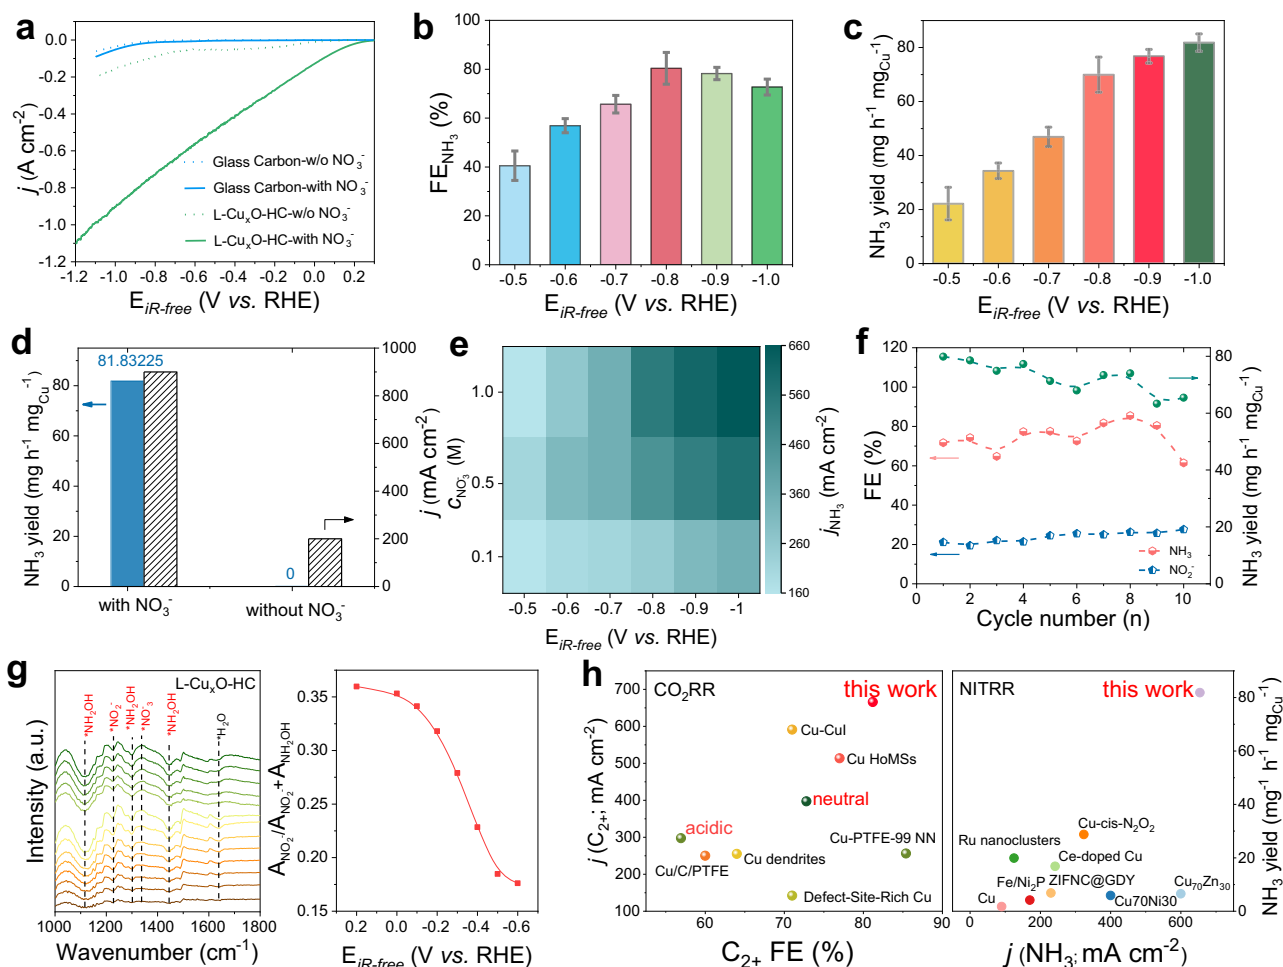 a
0.0
-0.2
-0.4
-0.6
-0.8
-1.0
-1.2
j (A cm-2)
Glass Carbon-w/o NO3-
Glass Carbon-with NO3-
L-CuxO-HC-w/o NO3-
L-CuxO-HC-with NO3-
-1.2 -1.0 -0.8 -0.6 -0.4 -0.2 0.0 0.2
EiR-free (V vs. RHE)
b
100
80
60
40
20
0
FENH3 (%)
-0.5 -0.6 -0.7 -0.8 -0.9 -1.0
EiR-free (V vs. RHE)
c
80
60
40
20
0
NH3 yield (mg h-1 mgCu-1)
-0.5 -0.6 -0.7 -0.8 -0.9 -1.0
EiR-free (V vs. RHE)
d
81.83225
80
60
40
20
0
NH3 yield (mg h-1 mgCu-1)
0
1000
800
600
400
200
0
j (mA cm-2)
with NO3-
without NO3-
e
1.0
0.5
0.1
cNO3- (M)
-0.5 -0.6 -0.7 -0.8 -0.9 -1
EiR-free (V vs. RHE)
660
560
460
360
260
160
jNH3 (mA cm-2)
f
120
100
80
60
40
20
0
FE (%)
80
60
40
20
0
NH3 yield (mg h-1 mgCu-1)
NH3
NO2-
0 2 4 6 8 10
Cycle number (n)
g
L-CuxO-HC
*NH2OH
*NO2-
*NH2OH
*NO-3
*NH2OH
*H2O
Intensity (a.u.)
1000 1200 1400 1600 1800
Wavenumber (cm-1)
0.35
0.30
0.25
0.20
0.15
ANO2/ANO2+ANH2OH
0.2 0.0 -0.2 -0.4 -0.6
EiR-free (V vs. RHE)
h
CO2RR
this work
Cu-CuI
Cu HoMSs
neutral
acidic
Cu-PTFE-99 NN
Cu dendrites
Cu/C/PTFE
Defect-Site-Rich Cu
700
600
500
400
300
200
100
j (C2+; mA cm-2)
60 70 80 90
C2+ FE (%)
NITRR
this work
Cu-cis-N2O2
Ru nanoclusters
Ce-doped Cu
Fe/Ni2P
ZIFNC@GDY
Cu70Zn30
Cu
Cu70Ni30
0 200 400 600
j (NH3; mA cm-2)
80
60
40
20
0
NH3 yield (mg-1 h-1 mgCu-1)